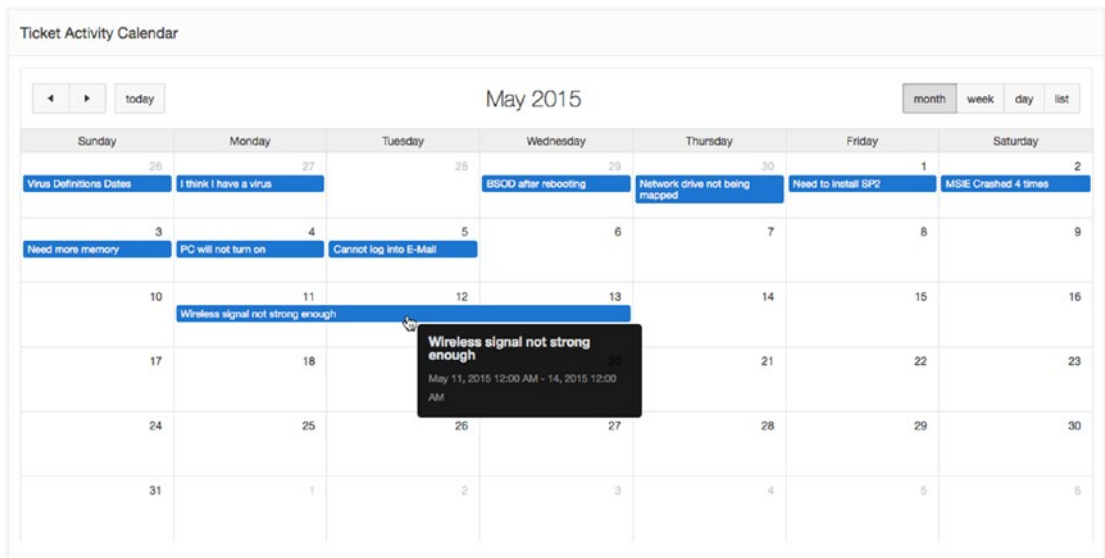 Ticket Activity Calendar
today
May 2015
month week day list
Sunday Monday Tuesday Wednesday Thursday Friday Saturday
26 27 28 29 30 1 2
Virus Definitions Dates I think I have a virus BSOD after rebooting Network drive not being Need to install SP2 MSIE Crashed 4 times
mapped
3 4 5 6 7 8 9
Need more memory PC will not turn on Cannot log into E-Mail
10 11 12 13 14 15 16
Wireless signal not strong enough
Wireless signal not strong
enough
17 18 20 21 22 23
May 11, 2015 12:00 AM - 14, 2015 12:00
AM
24 25 26 27 28 29 30
31 1 2 3 4 5 6